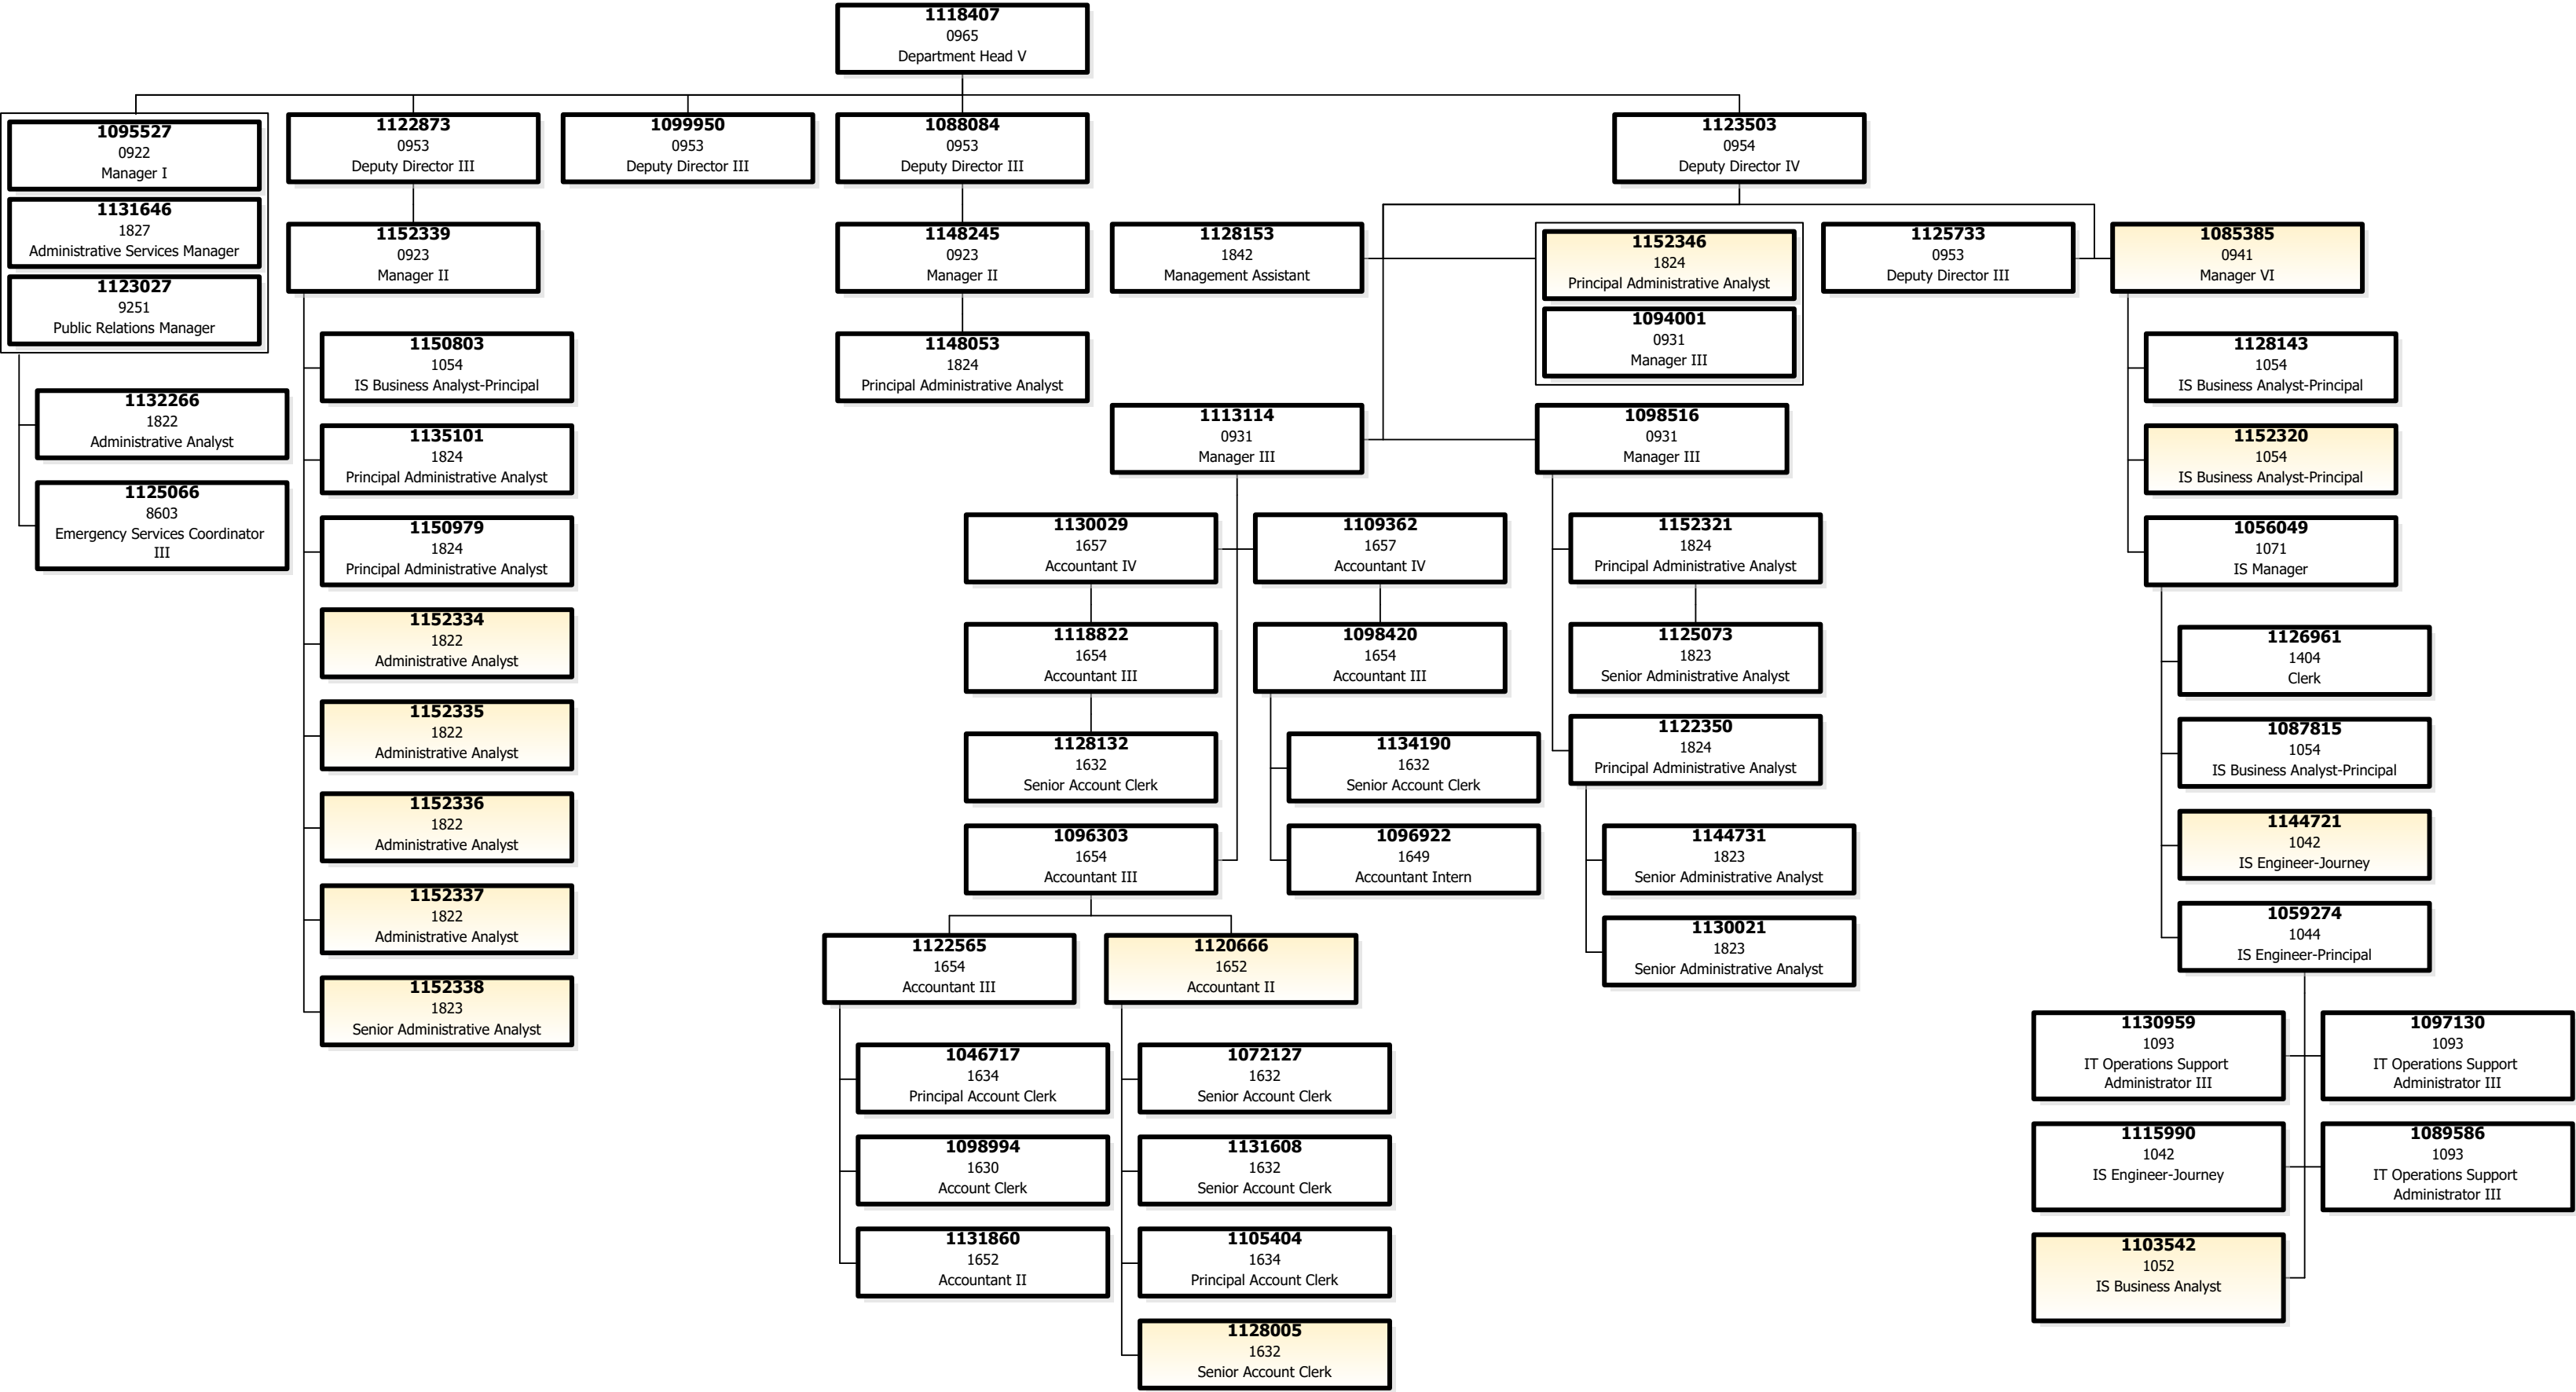 1118407
0965
Department Head V
1095527
0922
Manager I
1131646
1827
Administrative Services Manager
1123027
9251
Public Relations Manager
1132266
1822
Administrative Analyst
1125066
8603
Emergency Services Coordinator
III
1122873
0953
Deputy Director III
1152339
0923
Manager II
1150803
1054
IS Business Analyst-Principal
1135101
1824
Principal Administrative Analyst
1150979
1824
Principal Administrative Analyst
1152334
1822
Administrative Analyst
1152335
1822
Administrative Analyst
1152336
1822
Administrative Analyst
1152337
1822
Administrative Analyst
1152338
1823
Senior Administrative Analyst
1099950
0953
Deputy Director III
1088084
0953
Deputy Director III
1148245
0923
Manager II
1148053
1824
Principal Administrative Analyst
1123503
0954
Deputy Director IV
1128153
1842
Management Assistant
1152346
1824
Principal Administrative Analyst
1094001
0931
Manager III
1113114
0931
Manager III
1130029
1657
Accountant IV
1118822
1654
Accountant III
1128132
1632
Senior Account Clerk
1109362
1657
Accountant IV
1098420
1654
Accountant III
1134190
1632
Senior Account Clerk
1096922
1649
Accountant Intern
1096303
1654
Accountant III
1122565
1654
Accountant III
1046717
1634
Principal Account Clerk
1098994
1630
Account Clerk
1131860
1652
Accountant II
1120666
1652
Accountant II
1072127
1632
Senior Account Clerk
1131608
1632
Senior Account Clerk
1105404
1634
Principal Account Clerk
1128005
1632
Senior Account Clerk
1098516
0931
Manager III
1152321
1824
Principal Administrative Analyst
1125073
1823
Senior Administrative Analyst
1122350
1824
Principal Administrative Analyst
1144731
1823
Senior Administrative Analyst
1130021
1823
Senior Administrative Analyst
1125733
0953
Deputy Director III
1085385
0941
Manager VI
1128143
1054
IS Business Analyst-Principal
1152320
1054
IS Business Analyst-Principal
1056049
1071
IS Manager
1126961
1404
Clerk
1087815
1054
IS Business Analyst-Principal
1144721
1042
IS Engineer-Journey
1059274
1044
IS Engineer-Principal
1130959
1093
IT Operations Support
Administrator III
1097130
1093
IT Operations Support
Administrator III
1115990
1042
IS Engineer-Journey
1089586
1093
IT Operations Support
Administrator III
1103542
1052
IS Business Analyst